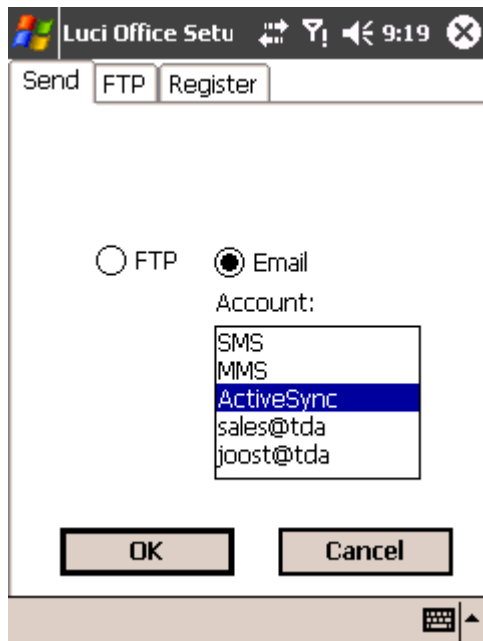 Luci Office Setu 9:19
Send FTP Register
FTP Email
Account:
SMS
MMS
ActiveSync
sales@tda
joost@tda
OK Cancel